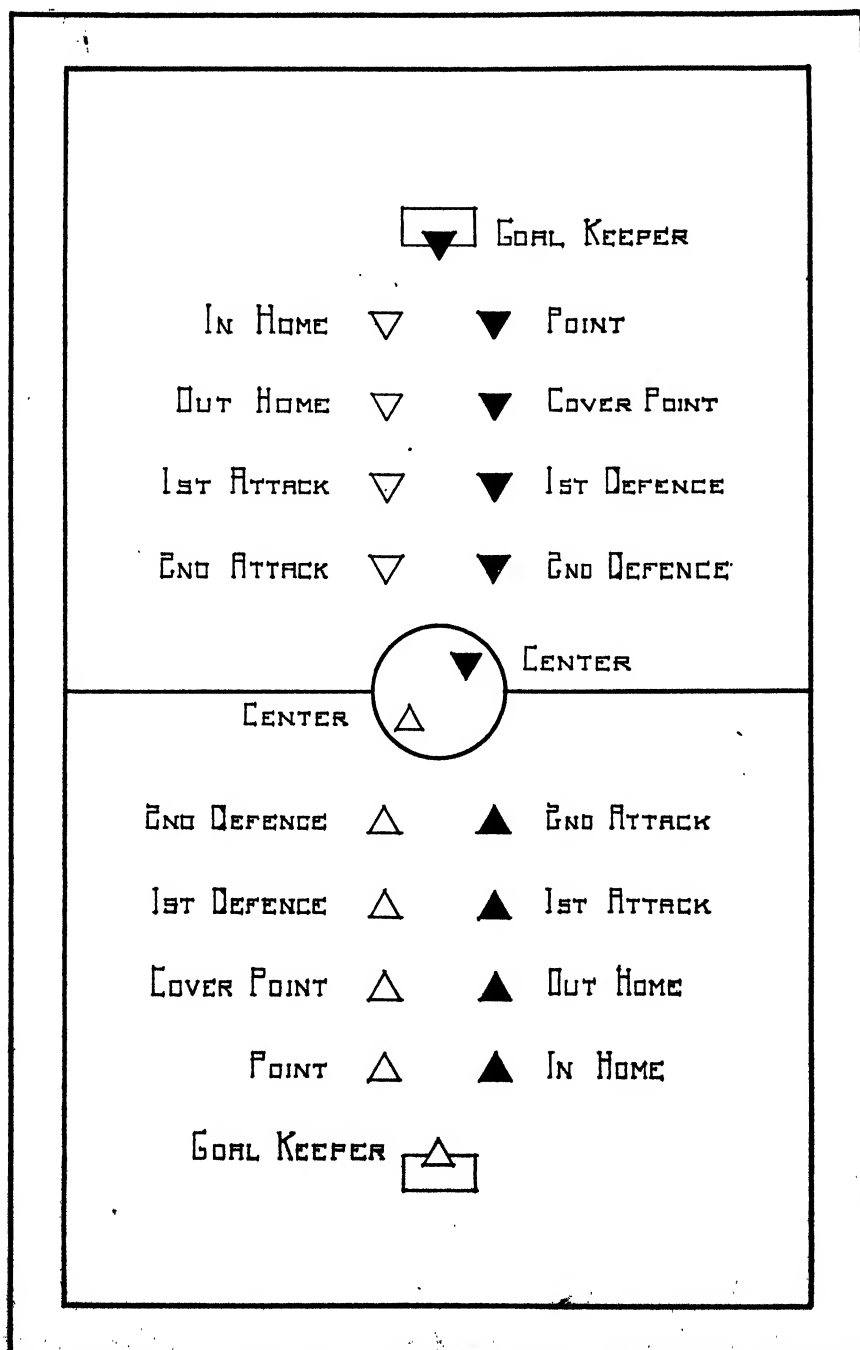 Goal Keeper
In Home Point
Out Home Cover Point
1st Attack 1st Defence
2nd Attack 2nd Defence
Center
Center
2nd Defence 2nd Attack
1st Defence 1st Attack
Cover Point Out Home
Point In Home
Goal Keeper